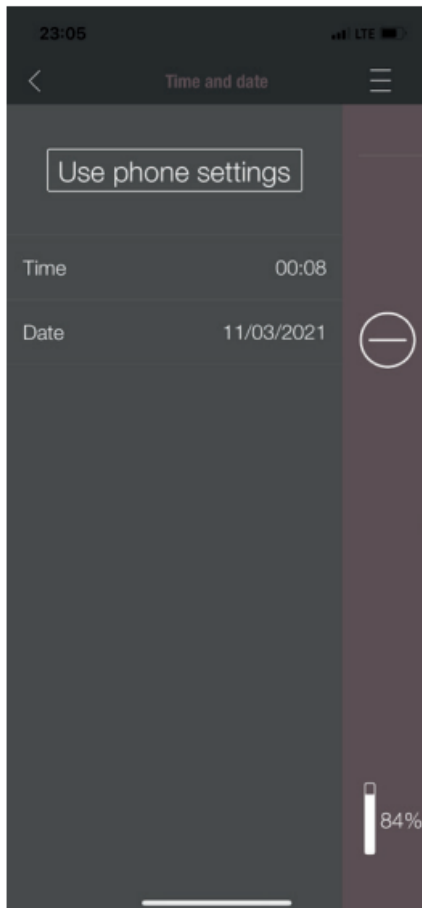 23:05 LTE
Time and date
Use phone settings
Time 00:08
Date 11/03/2021
84%